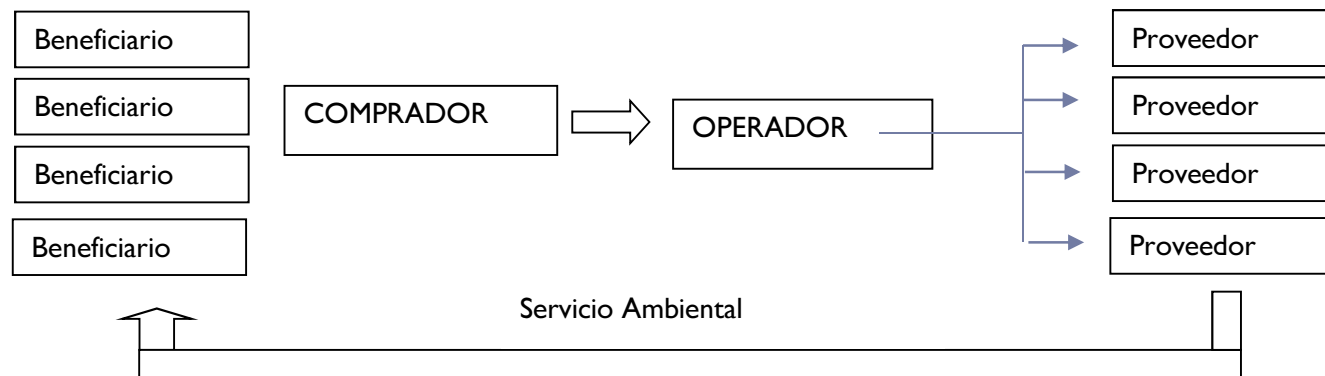 Beneficiario
Beneficiario
Beneficiario
Beneficiario
COMPRADOR
OPERADOR
Proveedor
Proveedor
Proveedor
Proveedor
Servicio Ambiental